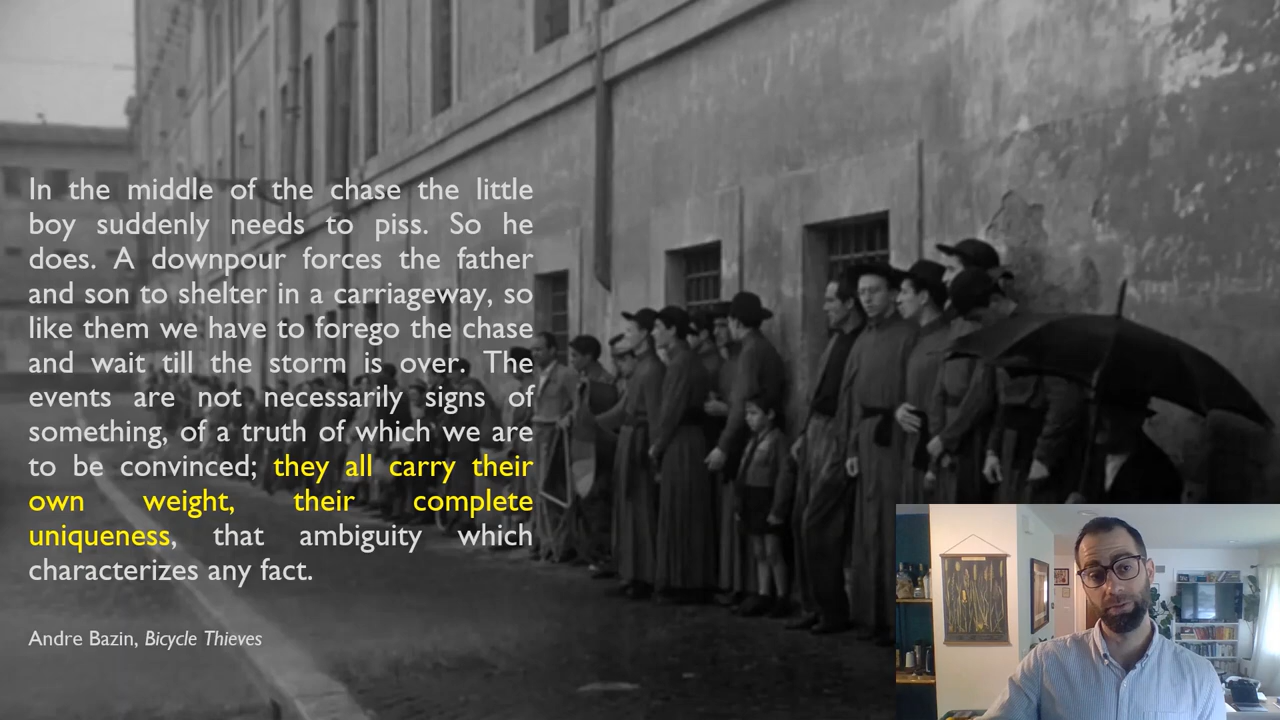 In the middle of the chase the little
boy suddenly needs to piss. So he
does. A downpour forces the father
and son to shelter in a carriageway, so
like them we have to forego the chase
and wait till the storm is over. The
events are not necessarily signs of
something, of a truth of which we are
to be convinced; they all carry their
own weight, their complete
uniqueness, that ambiguity which
characterizes any fact.
Andre Bazin, Bicycle Thieves